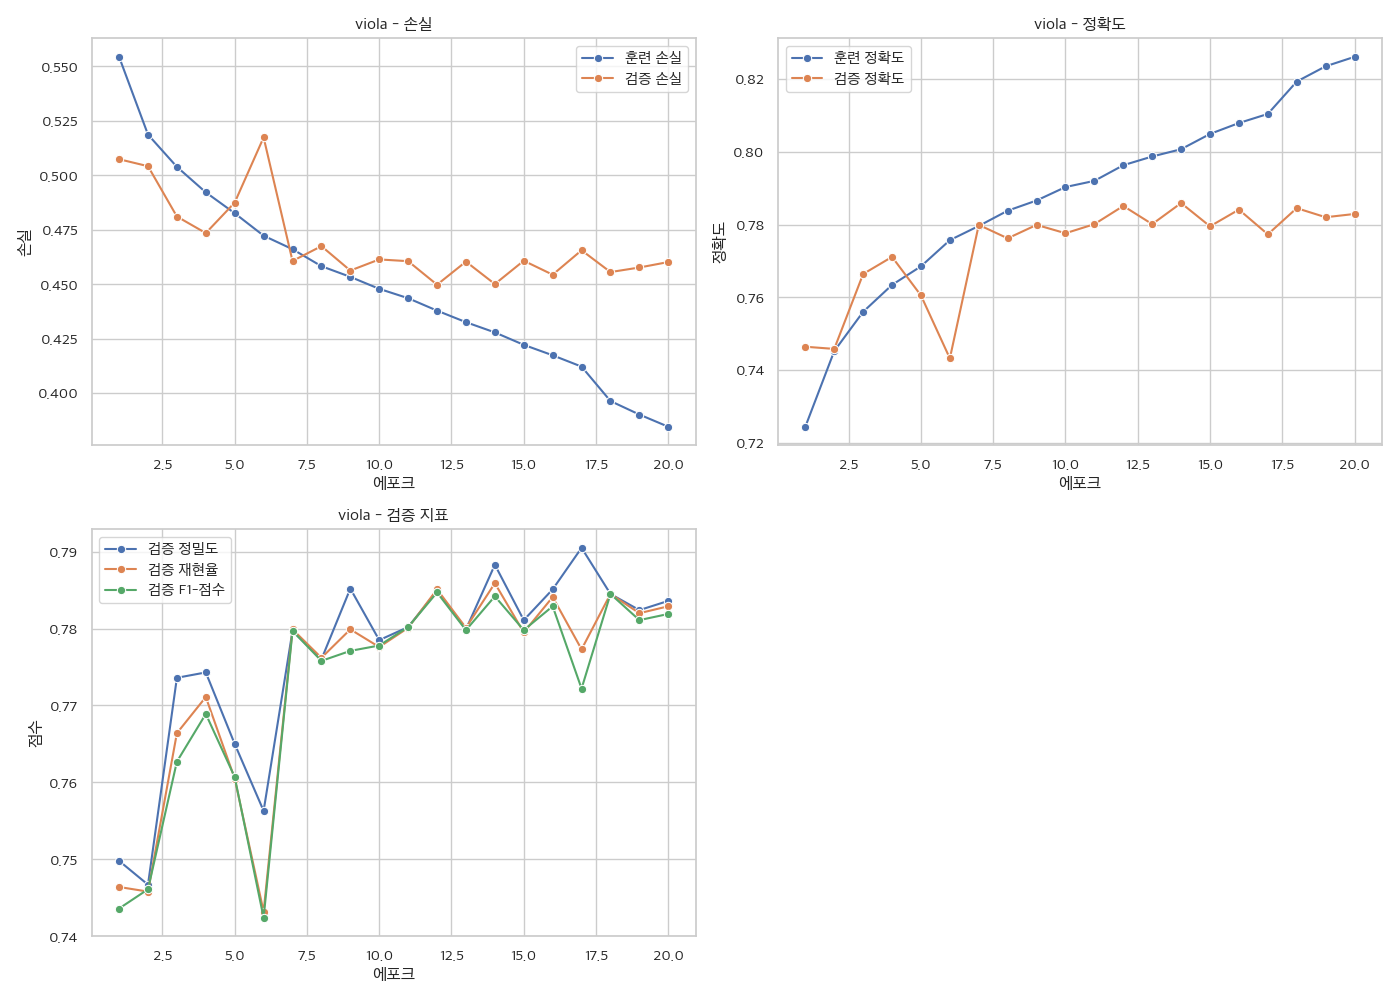 viola - 손실
0.550
0.525
0.500
0.475
0.450
0.425
0.400
손실
훈련 손실
검증 손실
2.5 5.0 7.5 10.0 12.5 15.0 17.5 20.0
에포크
viola - 정확도
0.82
0.80
0.78
0.76
0.74
0.72
정확도
훈련 정확도
검증 정확도
2.5 5.0 7.5 10.0 12.5 15.0 17.5 20.0
에포크
viola - 검증 지표
0.79
0.78
0.77
0.76
0.75
0.74
점수
검증 정밀도
검증 재현율
검증 F1-점수
2.5 5.0 7.5 10.0 12.5 15.0 17.5 20.0
에포크